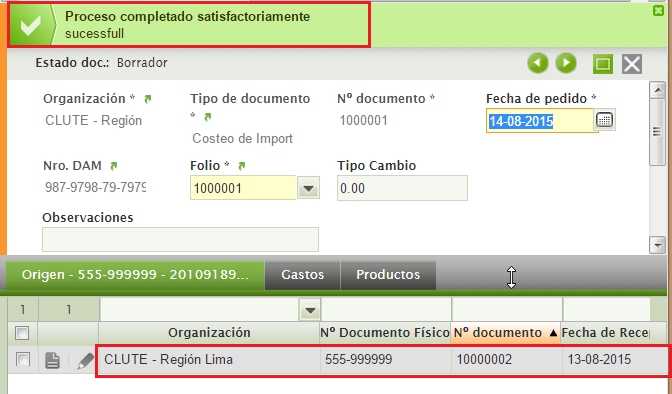 Proceso completado satisfactoriamente
sucessfull
Estado doc.: Borrador
Organización * Tipo de documento * Nº documento * Fecha de pedido *
CLUTE - Región Costeo de Import 1000001 14-08-2015
Nro. DAM Folio * Tipo Cambio
987-9798-79-7979 1000001 0.00
Observaciones
Origen - 555-999999 - 20109189... Gastos Productos
1 1
Organización Nº Documento Físico Nº documento Fecha de Rece
CLUTE - Región Lima 555-999999 10000002 13-08-2015